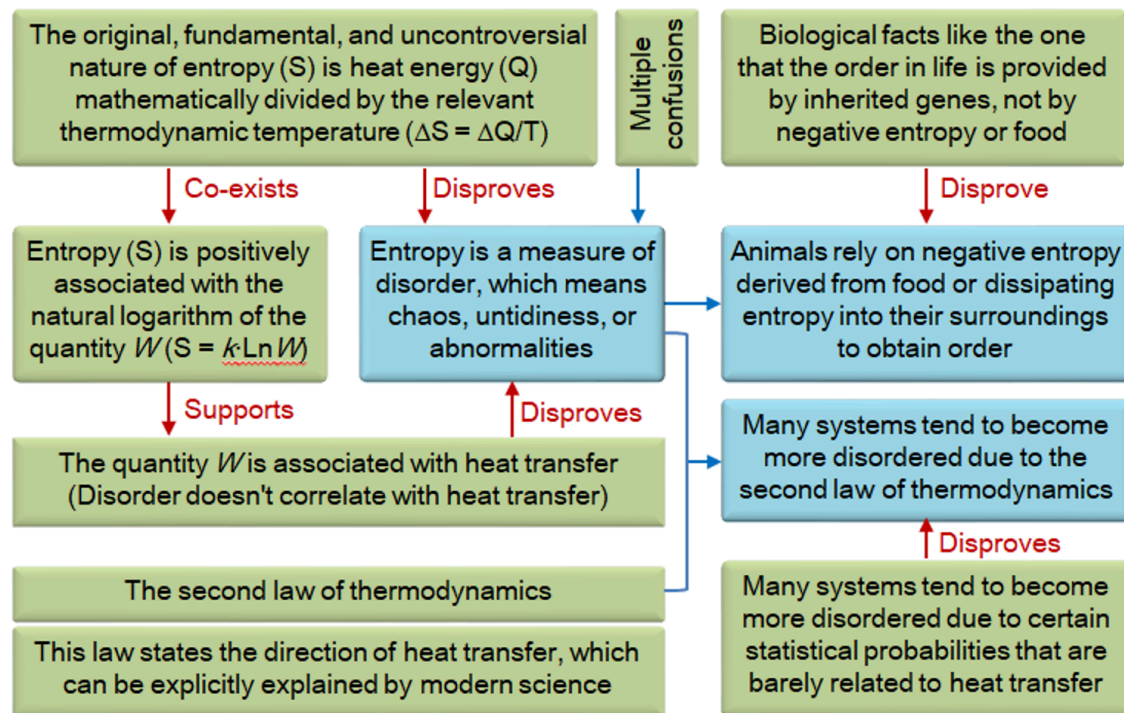 The original, fundamental, and uncontroversial
nature of entropy (S) is heat energy (Q)
mathematically divided by the relevant
thermodynamic temperature (ΔS = ΔQ/T)
Multiple
confusions
Biological facts like the one
that the order in life is provided
by inherited genes, not by
negative entropy or food
Co-exists
Disproves
Disprove
Entropy (S) is positively
associated with the
natural logarithm of the
quantity W (S = k·Ln W)
Entropy is a measure of
disorder, which means
chaos, untidiness, or
abnormalities
Animals rely on negative entropy
derived from food or dissipating
entropy into their surroundings
to obtain order
Supports
Disproves
The quantity W is associated with heat transfer
(Disorder doesn't correlate with heat transfer)
Many systems tend to become
more disordered due to the
second law of thermodynamics
Disproves
The second law of thermodynamics
This law states the direction of heat transfer, which
can be explicitly explained by modern science
Many systems tend to become
more disordered due to certain
statistical probabilities that are
barely related to heat transfer